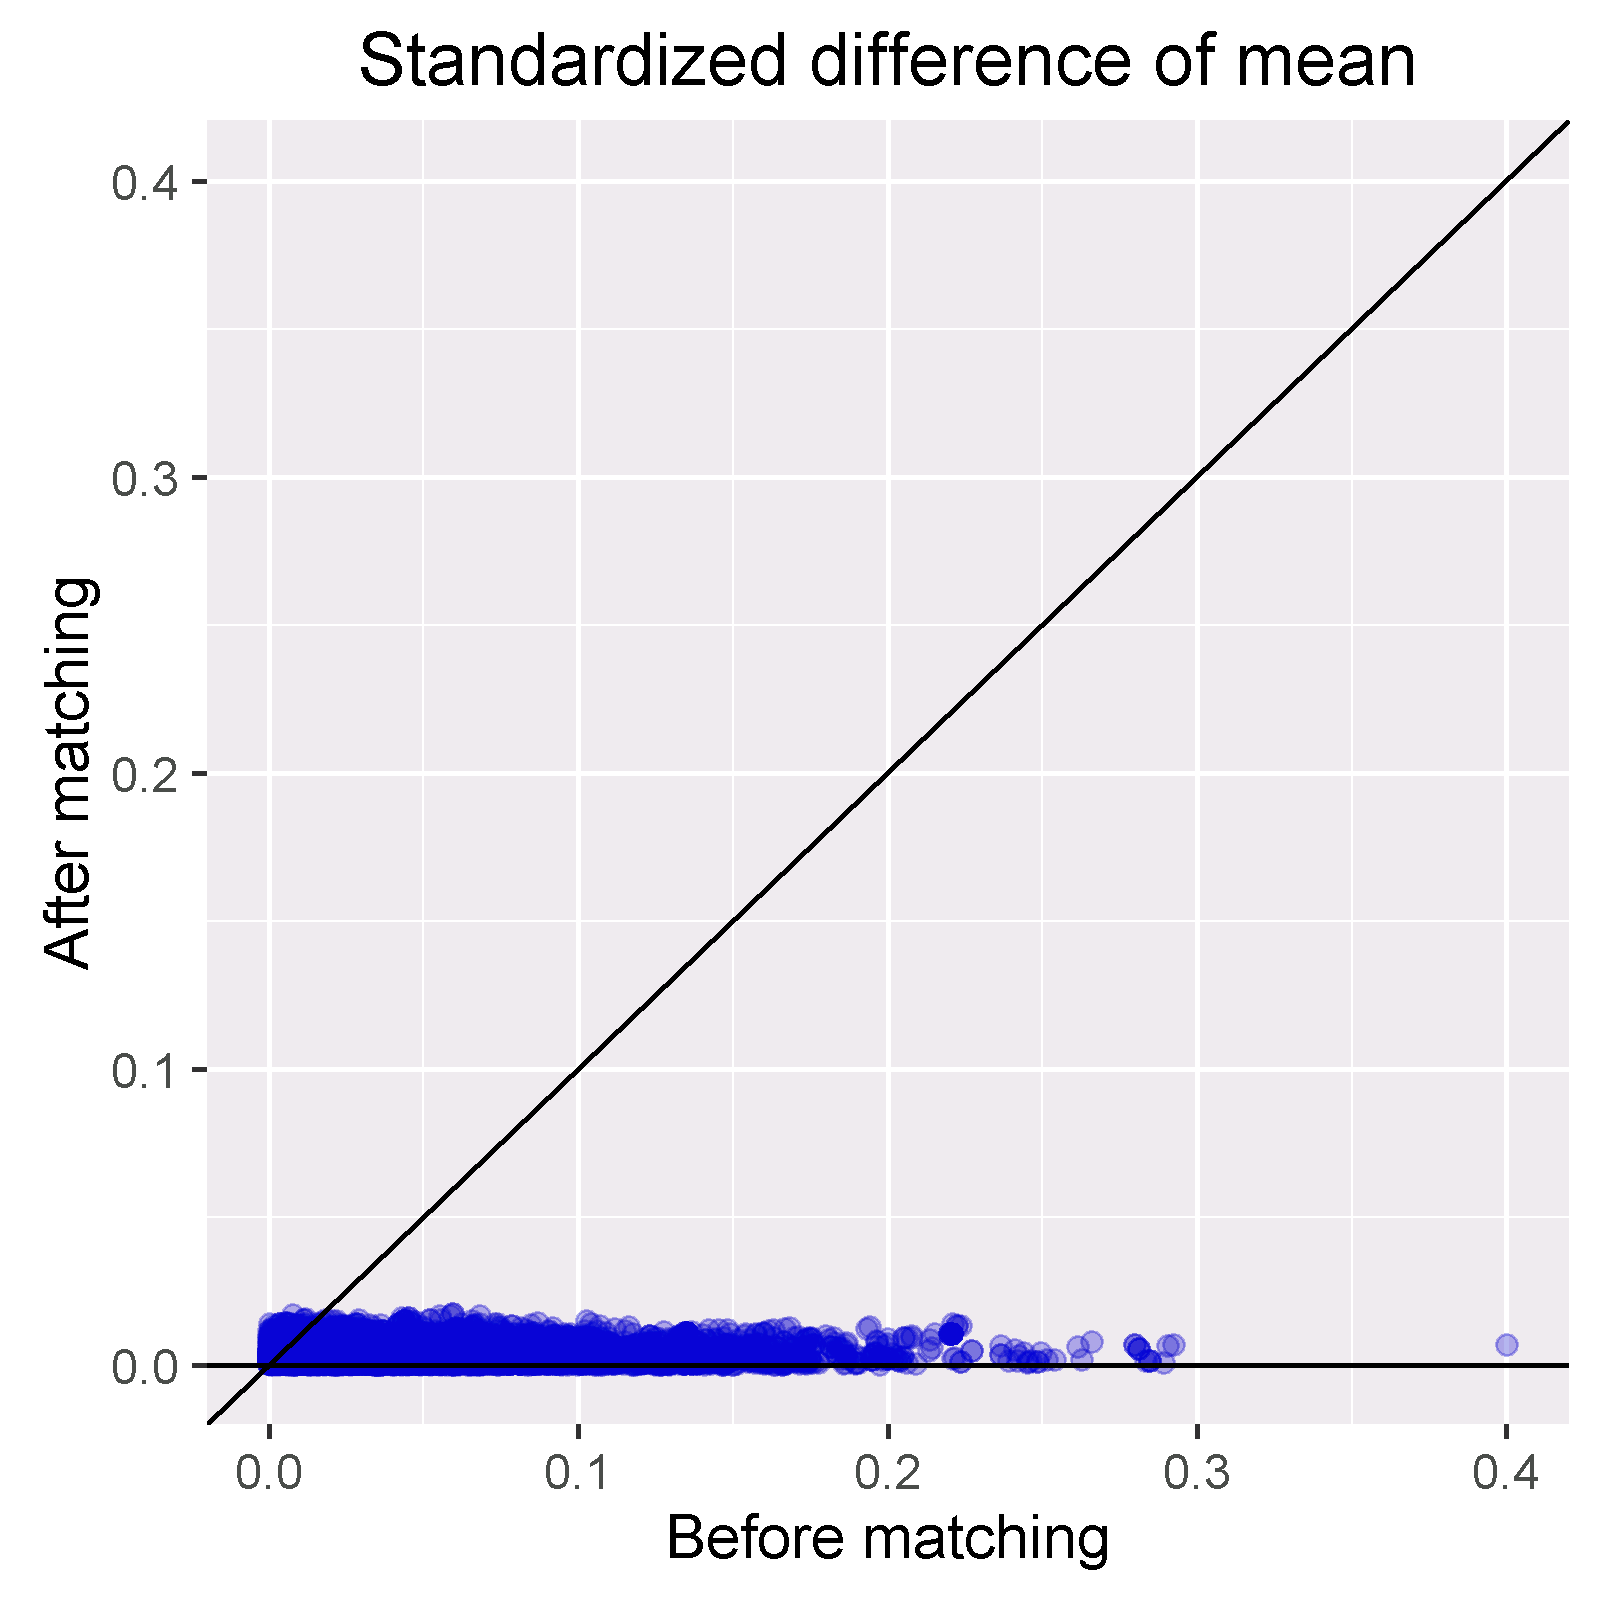 Standardized difference of mean
0.4
0.3
0.2
0.1
0.0
After matching
0.0 0.1 0.2 0.3 0.4
Before matching